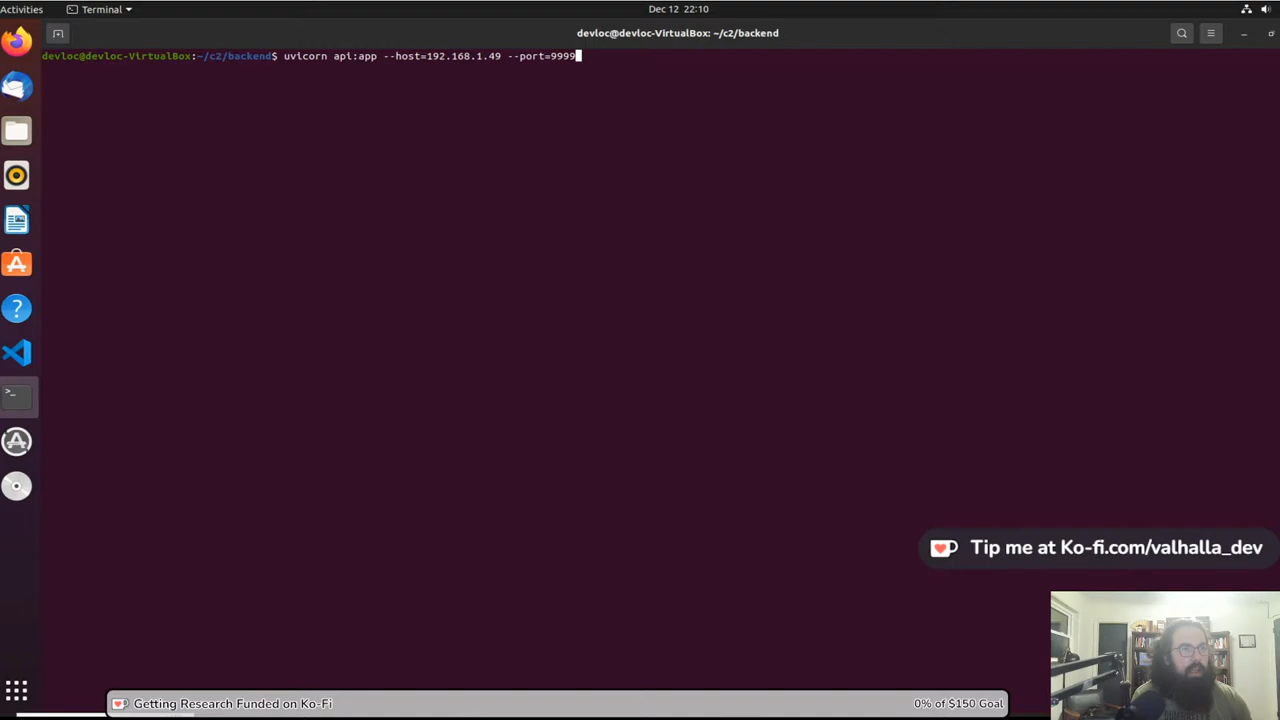 Activities
Terminal
Dec 12 22:10
devloc@devloc-VirtualBox: ~/c2/backend
devloc@devloc-VirtualBox:~/c2/backend$ uvicorn api:app --host=192.168.1.49 --port=9999
Tip me at Ko-fi.com/valhalla_dev
Getting Research Funded on Ko-Fi
0% of $150 Goal